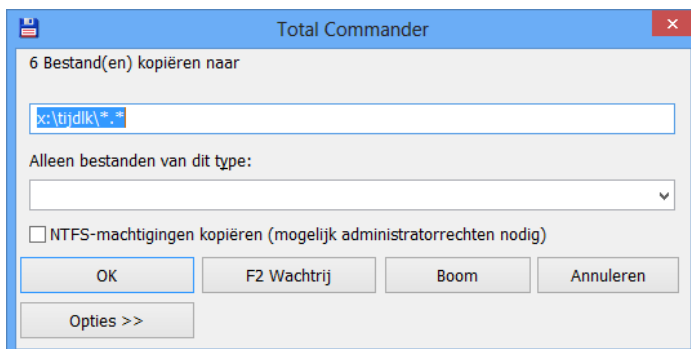 Total Commander
6 Bestand(en) kopiëren naar
x:\tijdlk\*.*
Alleen bestanden van dit type:
NTFS-machtigingen kopiëren (mogelijk administratorrechten nodig)
OK F2 Wachtrij Boom Annuleren
Opties >>